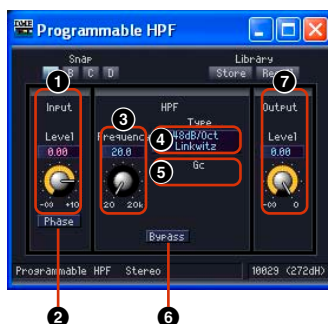 DME Programmable HPF
Snap Library
B C D Store
1 7
Input HPF Output
3 Type
Level Frequency 4 48dB/Oct Level
0.00 20.0 Linkwitz 0.00
5 Gc
-∞ +10 20 20k -∞ 0
Phase
Bypass
Programmable HPF Stereo 10029 (272dH)
2 6